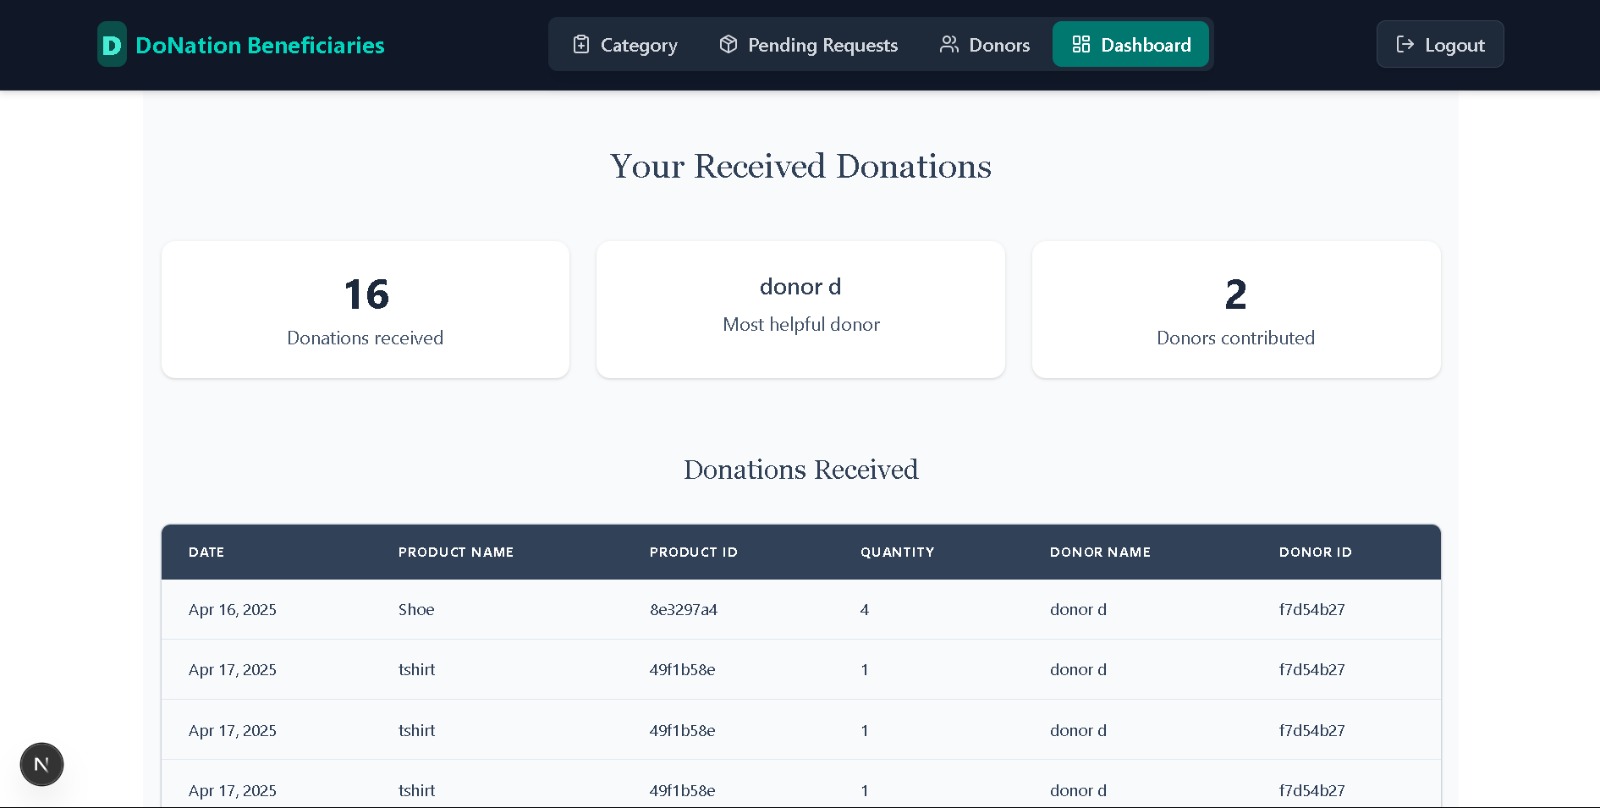 D DoNation Beneficiaries Category Pending Requests Donors Dashboard Logout
Your Received Donations
16 donor d 2
Donations received Most helpful donor Donors contributed
Donations Received
DATE PRODUCT NAME PRODUCT ID QUANTITY DONOR NAME DONOR ID
Apr 16, 2025 Shoe 8e3297a4 4 donor d f7d54b27
Apr 17, 2025 tshirt 49f1b58e 1 donor d f7d54b27
Apr 17, 2025 tshirt 49f1b58e 1 donor d f7d54b27
Apr 17, 2025 tshirt 49f1b58e 1 donor d f7d54b27
N